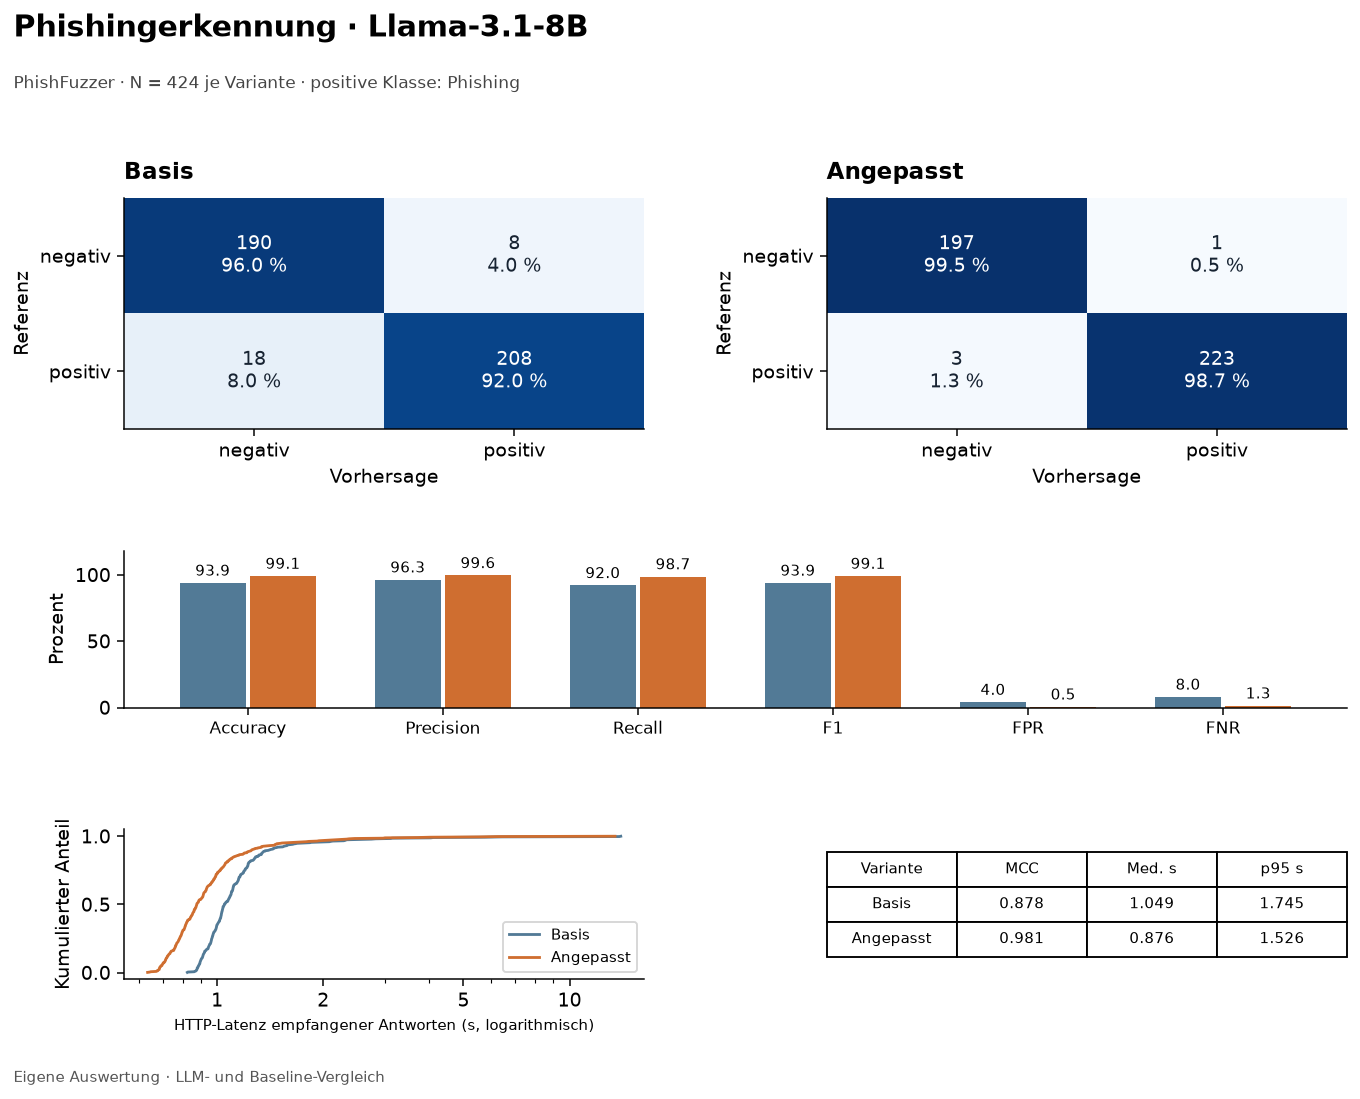 Phishingerkennung · Llama-3.1-8B
PhishFuzzer · N = 424 je Variante · positive Klasse: Phishing
Basis
Referenz
negativ
positiv
190
96.0 %
8
4.0 %
18
8.0 %
208
92.0 %
negativ
positiv
Vorhersage
Angepasst
Referenz
negativ
positiv
197
99.5 %
1
0.5 %
3
1.3 %
223
98.7 %
negativ
positiv
Vorhersage
Prozent
100
50
0
93.9 99.1 96.3 99.6 92.0 98.7 93.9 99.1 4.0 0.5 8.0 1.3
Accuracy Precision Recall F1 FPR FNR
Kumulierter Anteil
1.0
0.5
0.0
Basis
Angepasst
1 2 5 10
HTTP-Latenz empfangener Antworten (s, logarithmisch)
Variante MCC Med. s p95 s
Basis 0.878 1.049 1.745
Angepasst 0.981 0.876 1.526
Eigene Auswertung · LLM- und Baseline-Vergleich